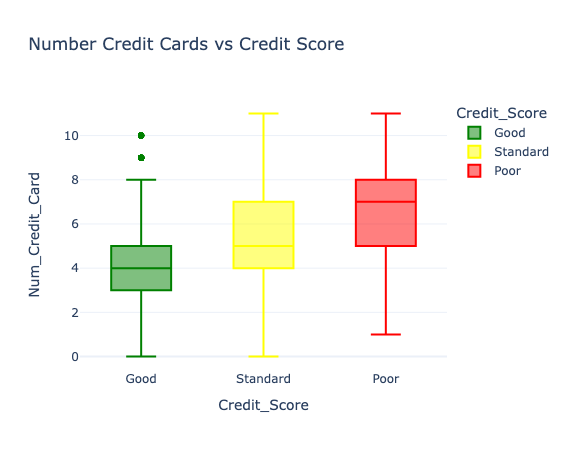 Number Credit Cards vs Credit Score
Credit_Score
Good
Standard
Poor
Num_Credit_Card
10
8
6
4
2
0
Good Standard Poor
Credit_Score